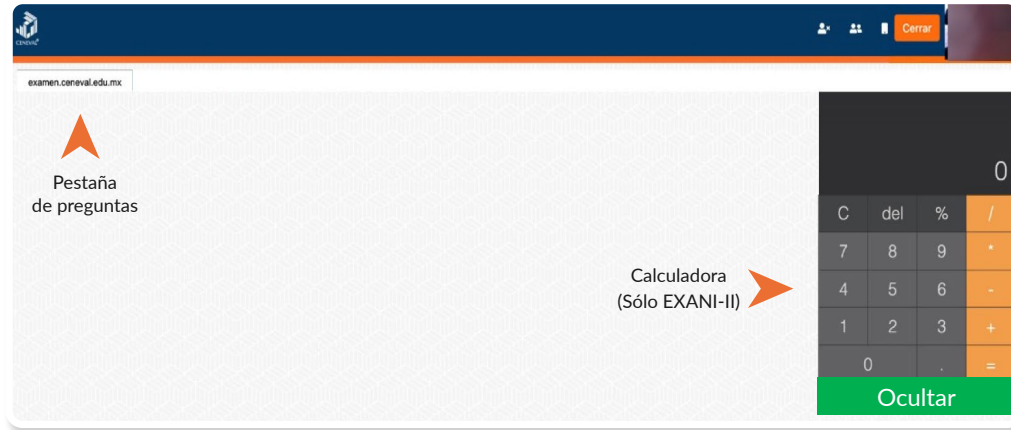 CENEVAL®
Cerrar
examen.ceneval.edu.mx
Pestaña
de preguntas
0
C del % /
7 8 9 *
Calculadora
(Sólo EXANI-II)
4 5 6 -
1 2 3 +
0 . =
Ocultar